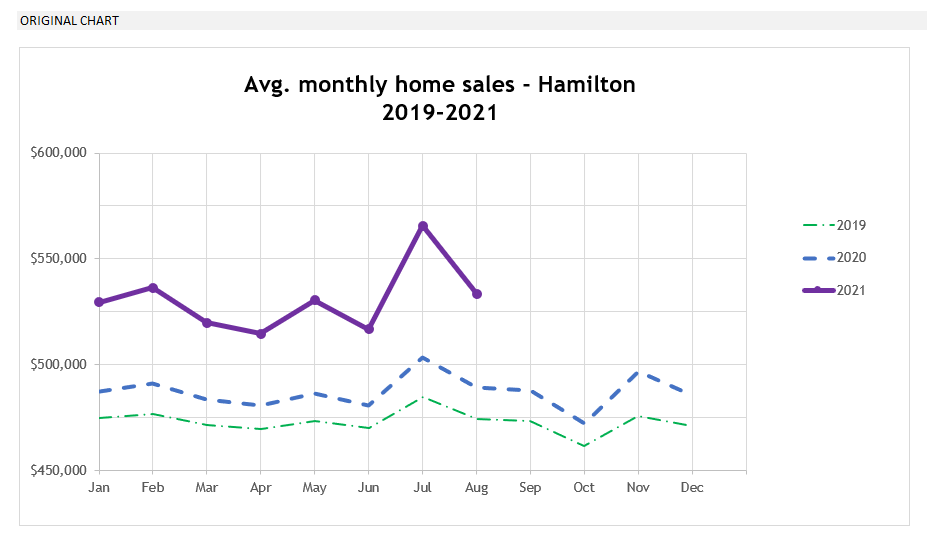 ORIGINAL CHART
Avg. monthly home sales - Hamilton
2019-2021
$600,000
$550,000
$500,000
$450,000
Jan Feb Mar Apr May Jun Jul Aug Sep Oct Nov Dec
2019
2020
2021